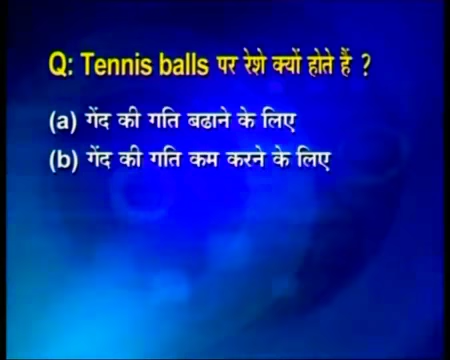 Q: Tennis balls पर रेशे क्यों होते हैं ?
(a) गेंद की गति बढाने के लिए
(b) गेंद की गति कम करने के लिए